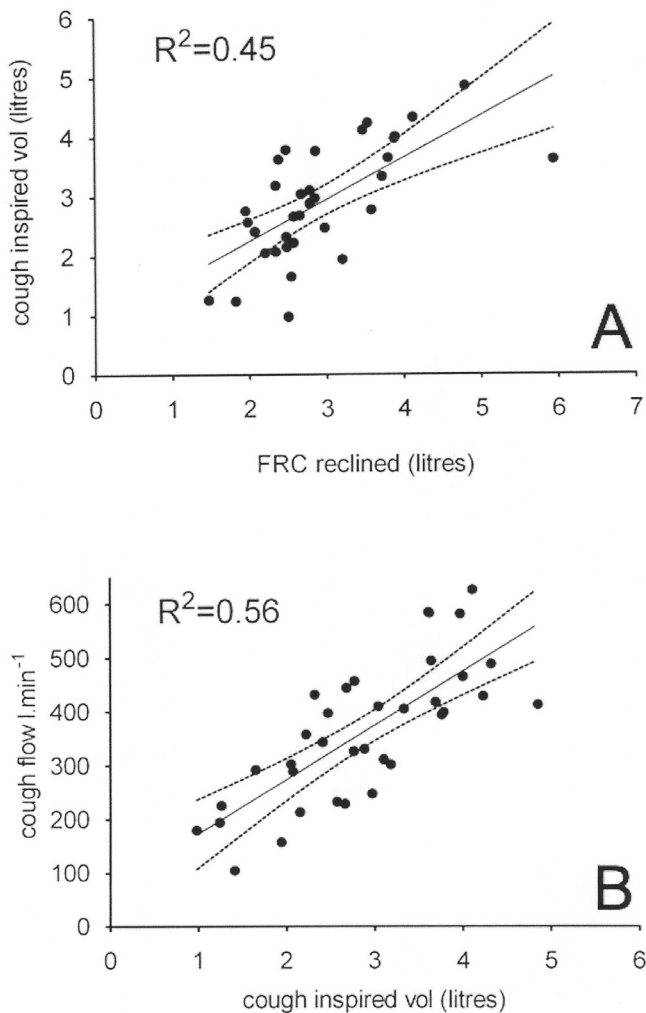 6
5
4
3
2
1
0
cough inspired vol (litres)
R²=0.45
A
0 1 2 3 4 5 6 7
FRC reclined (litres)
600
500
400
300
200
100
0
cough flow l.min⁻¹
R²=0.56
B
0 1 2 3 4 5 6
cough inspired vol (litres)